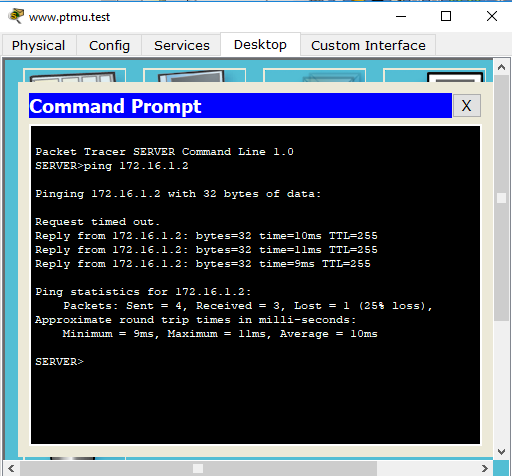 www.ptmu.test
Physical Config Services Desktop Custom Interface
Command Prompt X
Packet Tracer SERVER Command Line 1.0
SERVER>ping 172.16.1.2
Pinging 172.16.1.2 with 32 bytes of data:
Request timed out.
Reply from 172.16.1.2: bytes=32 time=10ms TTL=255
Reply from 172.16.1.2: bytes=32 time=11ms TTL=255
Reply from 172.16.1.2: bytes=32 time=9ms TTL=255
Ping statistics for 172.16.1.2:
Packets: Sent = 4, Received = 3, Lost = 1 (25% loss),
Approximate round trip times in milli-seconds:
Minimum = 9ms, Maximum = 11ms, Average = 10ms
SERVER>